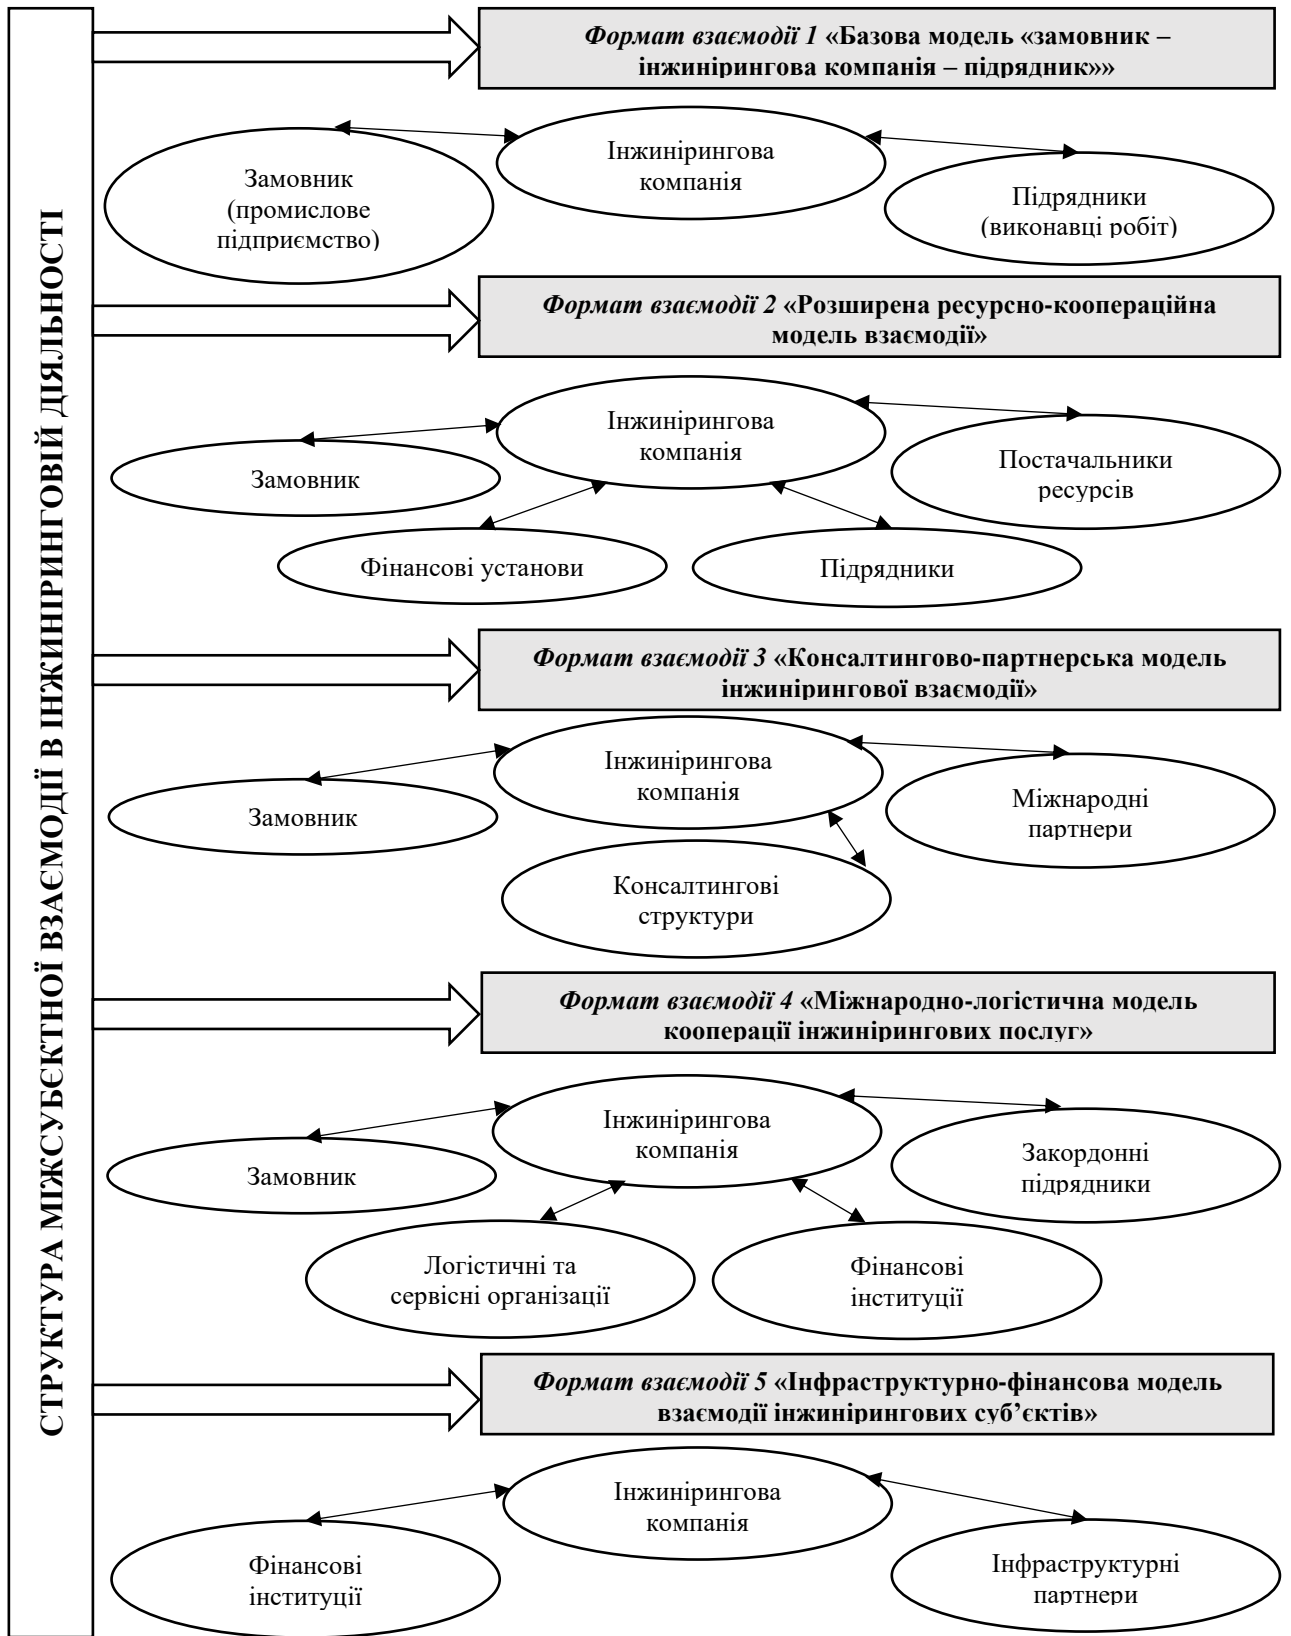 СТРУКТУРА МІЖСУБЄКТНОЇ ВЗАЄМОДІЇ В ІНЖИНІРИНГОВІЙ ДІЯЛЬНОСТІ
Формат взаємодії 1 «Базова модель «замовник –
інжинірингова компанія – підрядник»»
Інжинірингова
компанія
Замовник
(промислове
підприємство)
Підрядники
(виконавці робіт)
Формат взаємодії 2 «Розширена ресурсно-коопераційна
модель взаємодії»
Інжинірингова
компанія
Замовник
Постачальники
ресурсів
Фінансові установи
Підрядники
Формат взаємодії 3 «Консалтингово-партнерська модель
інжинірингової взаємодії»
Інжинірингова
компанія
Замовник
Міжнародні
партнери
Консалтингові
структури
Формат взаємодії 4 «Міжнародно-логістична модель
кооперації інжинірингових послуг»
Інжинірингова
компанія
Замовник
Закордонні
підрядники
Логістичні та
сервісні організації
Фінансові
інституції
Формат взаємодії 5 «Інфраструктурно-фінансова модель
взаємодії інжинірингових суб’єктів»
Інжинірингова
компанія
Фінансові
інституції
Інфраструктурні
партнери